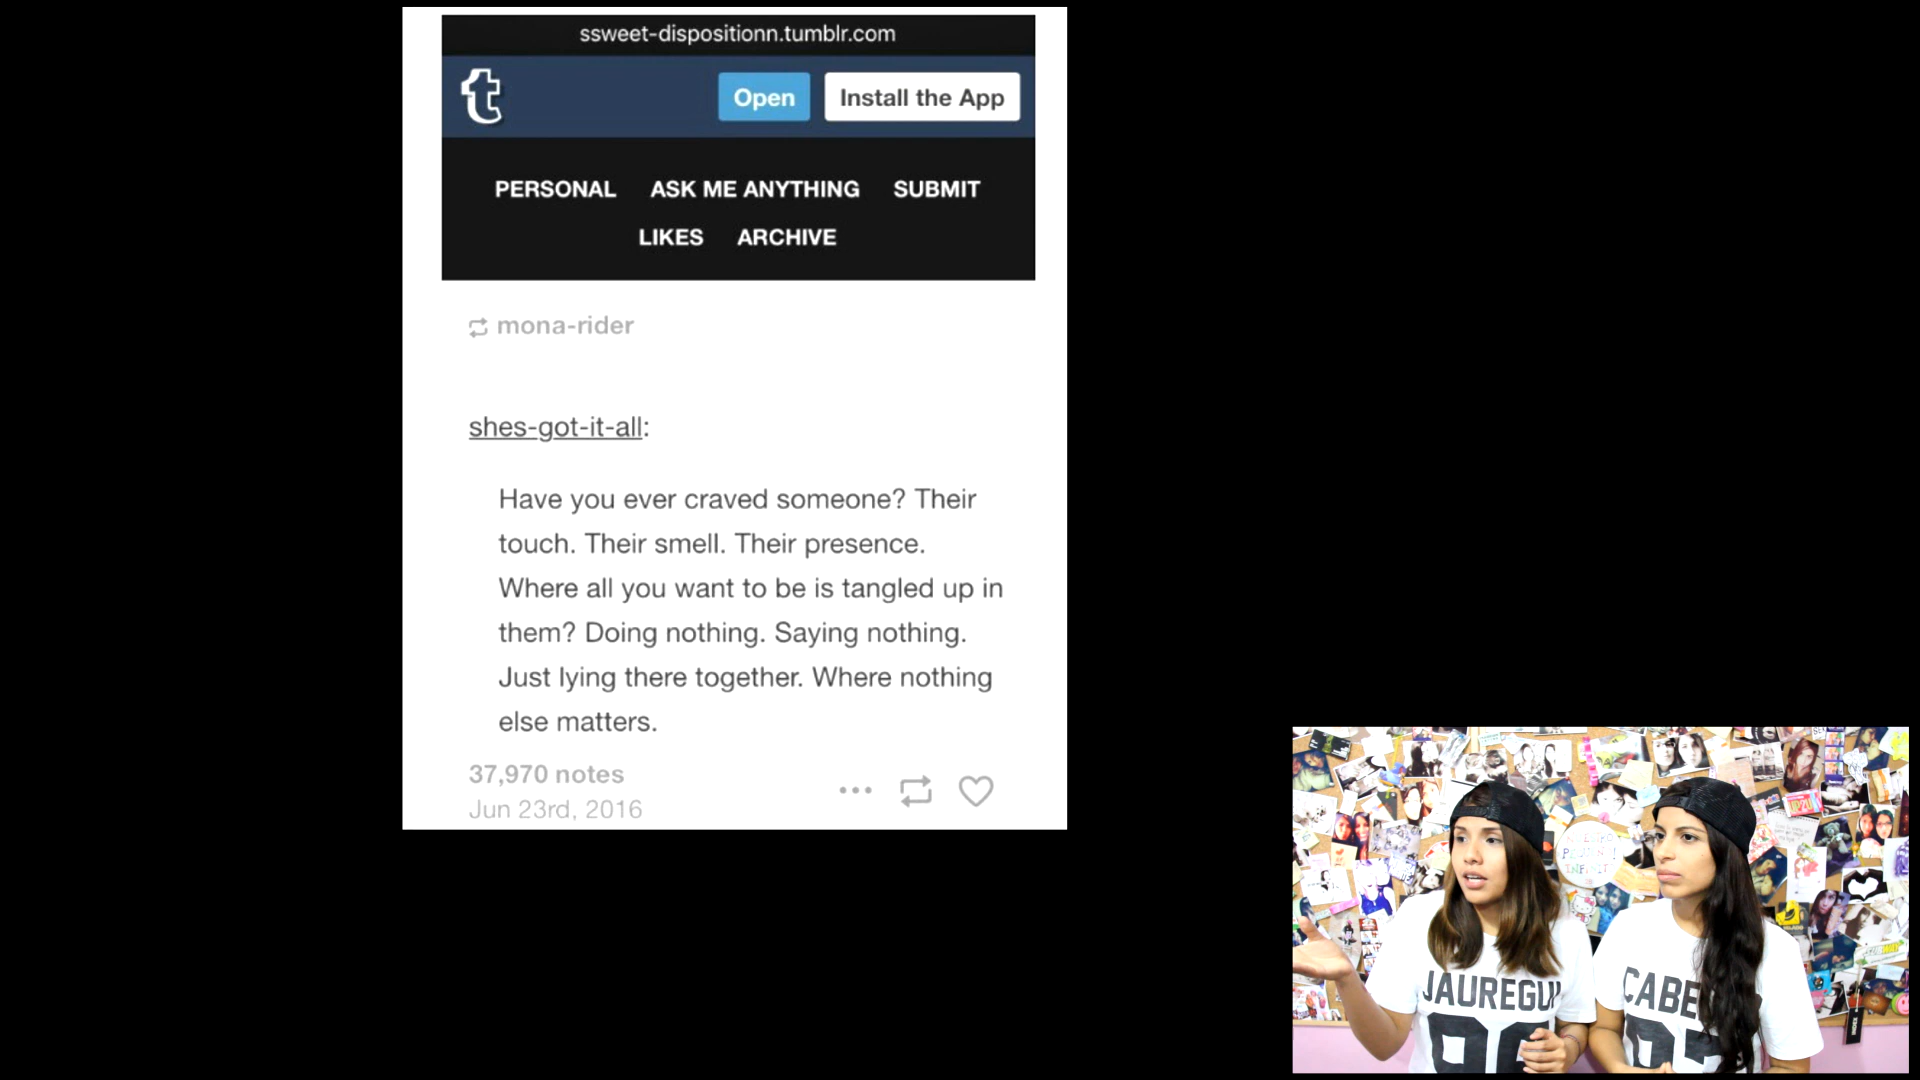 ssweet-dispositionn.tumblr.com
t
Open
Install the App
PERSONAL ASK ME ANYTHING SUBMIT
LIKES ARCHIVE
mona-rider
shes-got-it-all:
Have you ever craved someone? Their
touch. Their smell. Their presence.
Where all you want to be is tangled up in
them? Doing nothing. Saying nothing.
Just lying there together. Where nothing
else matters.
37,970 notes
Jun 23rd, 2016
JAUREGUI
CABE